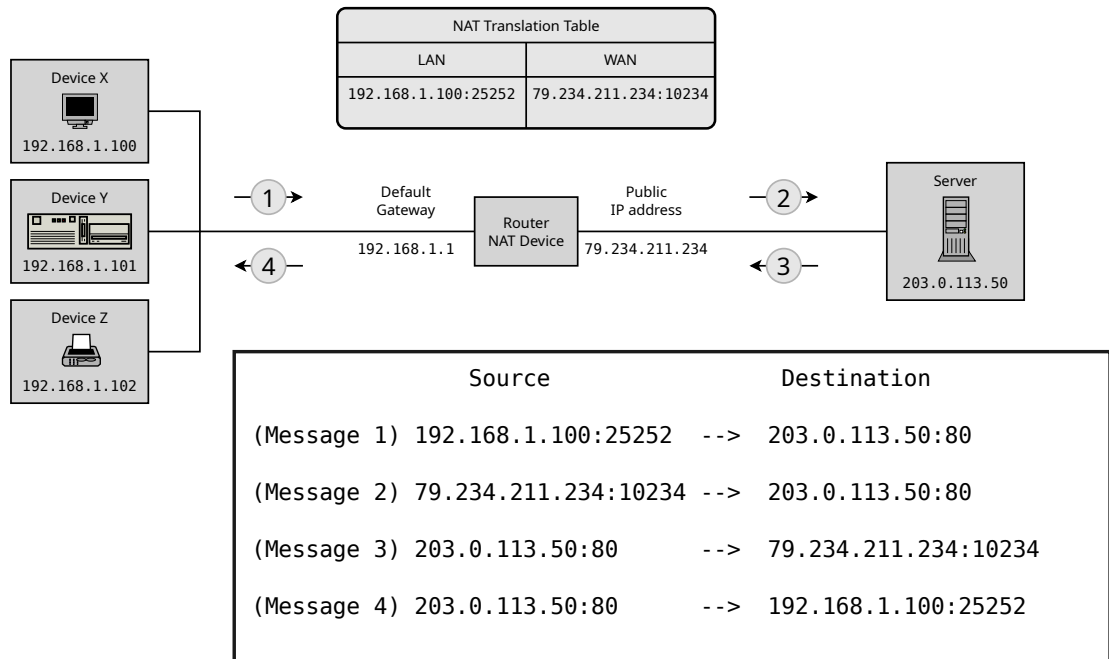 NAT Translation Table
LAN WAN
192.168.1.100:25252 79.234.211.234:10234
Device X
192.168.1.100
Device Y
192.168.1.101
Device Z
192.168.1.102
1
4
Default
Gateway
192.168.1.1
Router
NAT Device
Public
IP address
79.234.211.234
2
3
Server
203.0.113.50
Source Destination
(Message 1) 192.168.1.100:25252 --> 203.0.113.50:80
(Message 2) 79.234.211.234:10234 --> 203.0.113.50:80
(Message 3) 203.0.113.50:80 --> 79.234.211.234:10234
(Message 4) 203.0.113.50:80 --> 192.168.1.100:25252